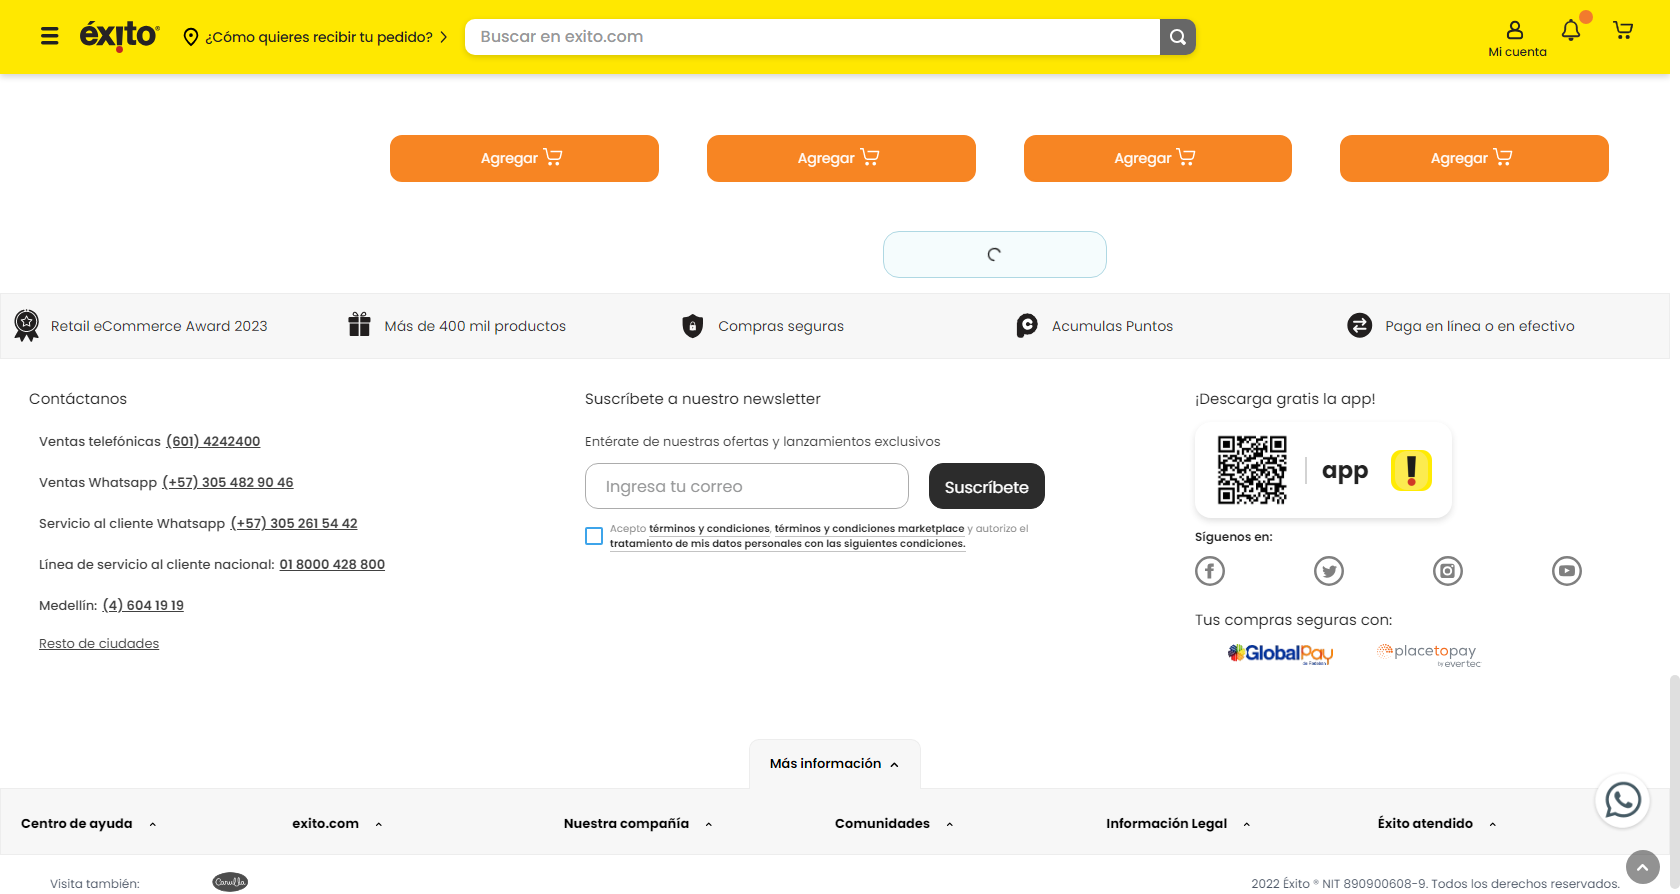 éxito
¿Cómo quieres recibir tu pedido?
Buscar en exito.com
Mi cuenta
Agregar
Agregar
Agregar
Agregar
Retail eCommerce Award 2023
Más de 400 mil productos
Compras seguras
Acumulas Puntos
Paga en línea o en efectivo
Contáctanos
Ventas telefónicas (601) 4242400
Ventas Whatsapp (+57) 305 482 90 46
Servicio al cliente Whatsapp (+57) 305 261 54 42
Línea de servicio al cliente nacional: 01 8000 428 800
Medellín: (4) 604 19 19
Resto de ciudades
Suscríbete a nuestro newsletter
Entérate de nuestras ofertas y lanzamientos exclusivos
Ingresa tu correo
Suscríbete
Acepto términos y condiciones, términos y condiciones marketplace y autorizo el
tratamiento de mis datos personales con las siguientes condiciones.
¡Descarga gratis la app!
app
Síguenos en:
Tus compras seguras con:
GlobalPay
placetopay
by evertec
Más información
Centro de ayuda
exito.com
Nuestra compañía
Comunidades
Información Legal
Éxito atendido
Visita también:
Carulla
2022 Éxito ® NIT 890900608-9. Todos los derechos reservados.